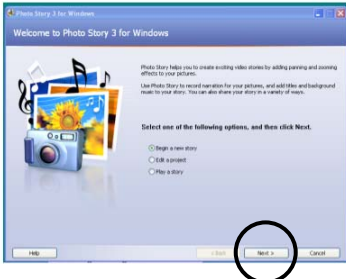 Photo Story 3 for Windows
Welcome to Photo Story 3 for Windows
Photo Story helps you to create exciting video stories by adding panning and zooming
effects to your pictures.
Use Photo Story to record narration for your pictures, and add titles and background
music to your story. You can also share your story in a variety of ways.
Select one of the following options, and then click Next.
Begin a new story
Edit a project
Play a story
Help
< Back
Next >
Cancel